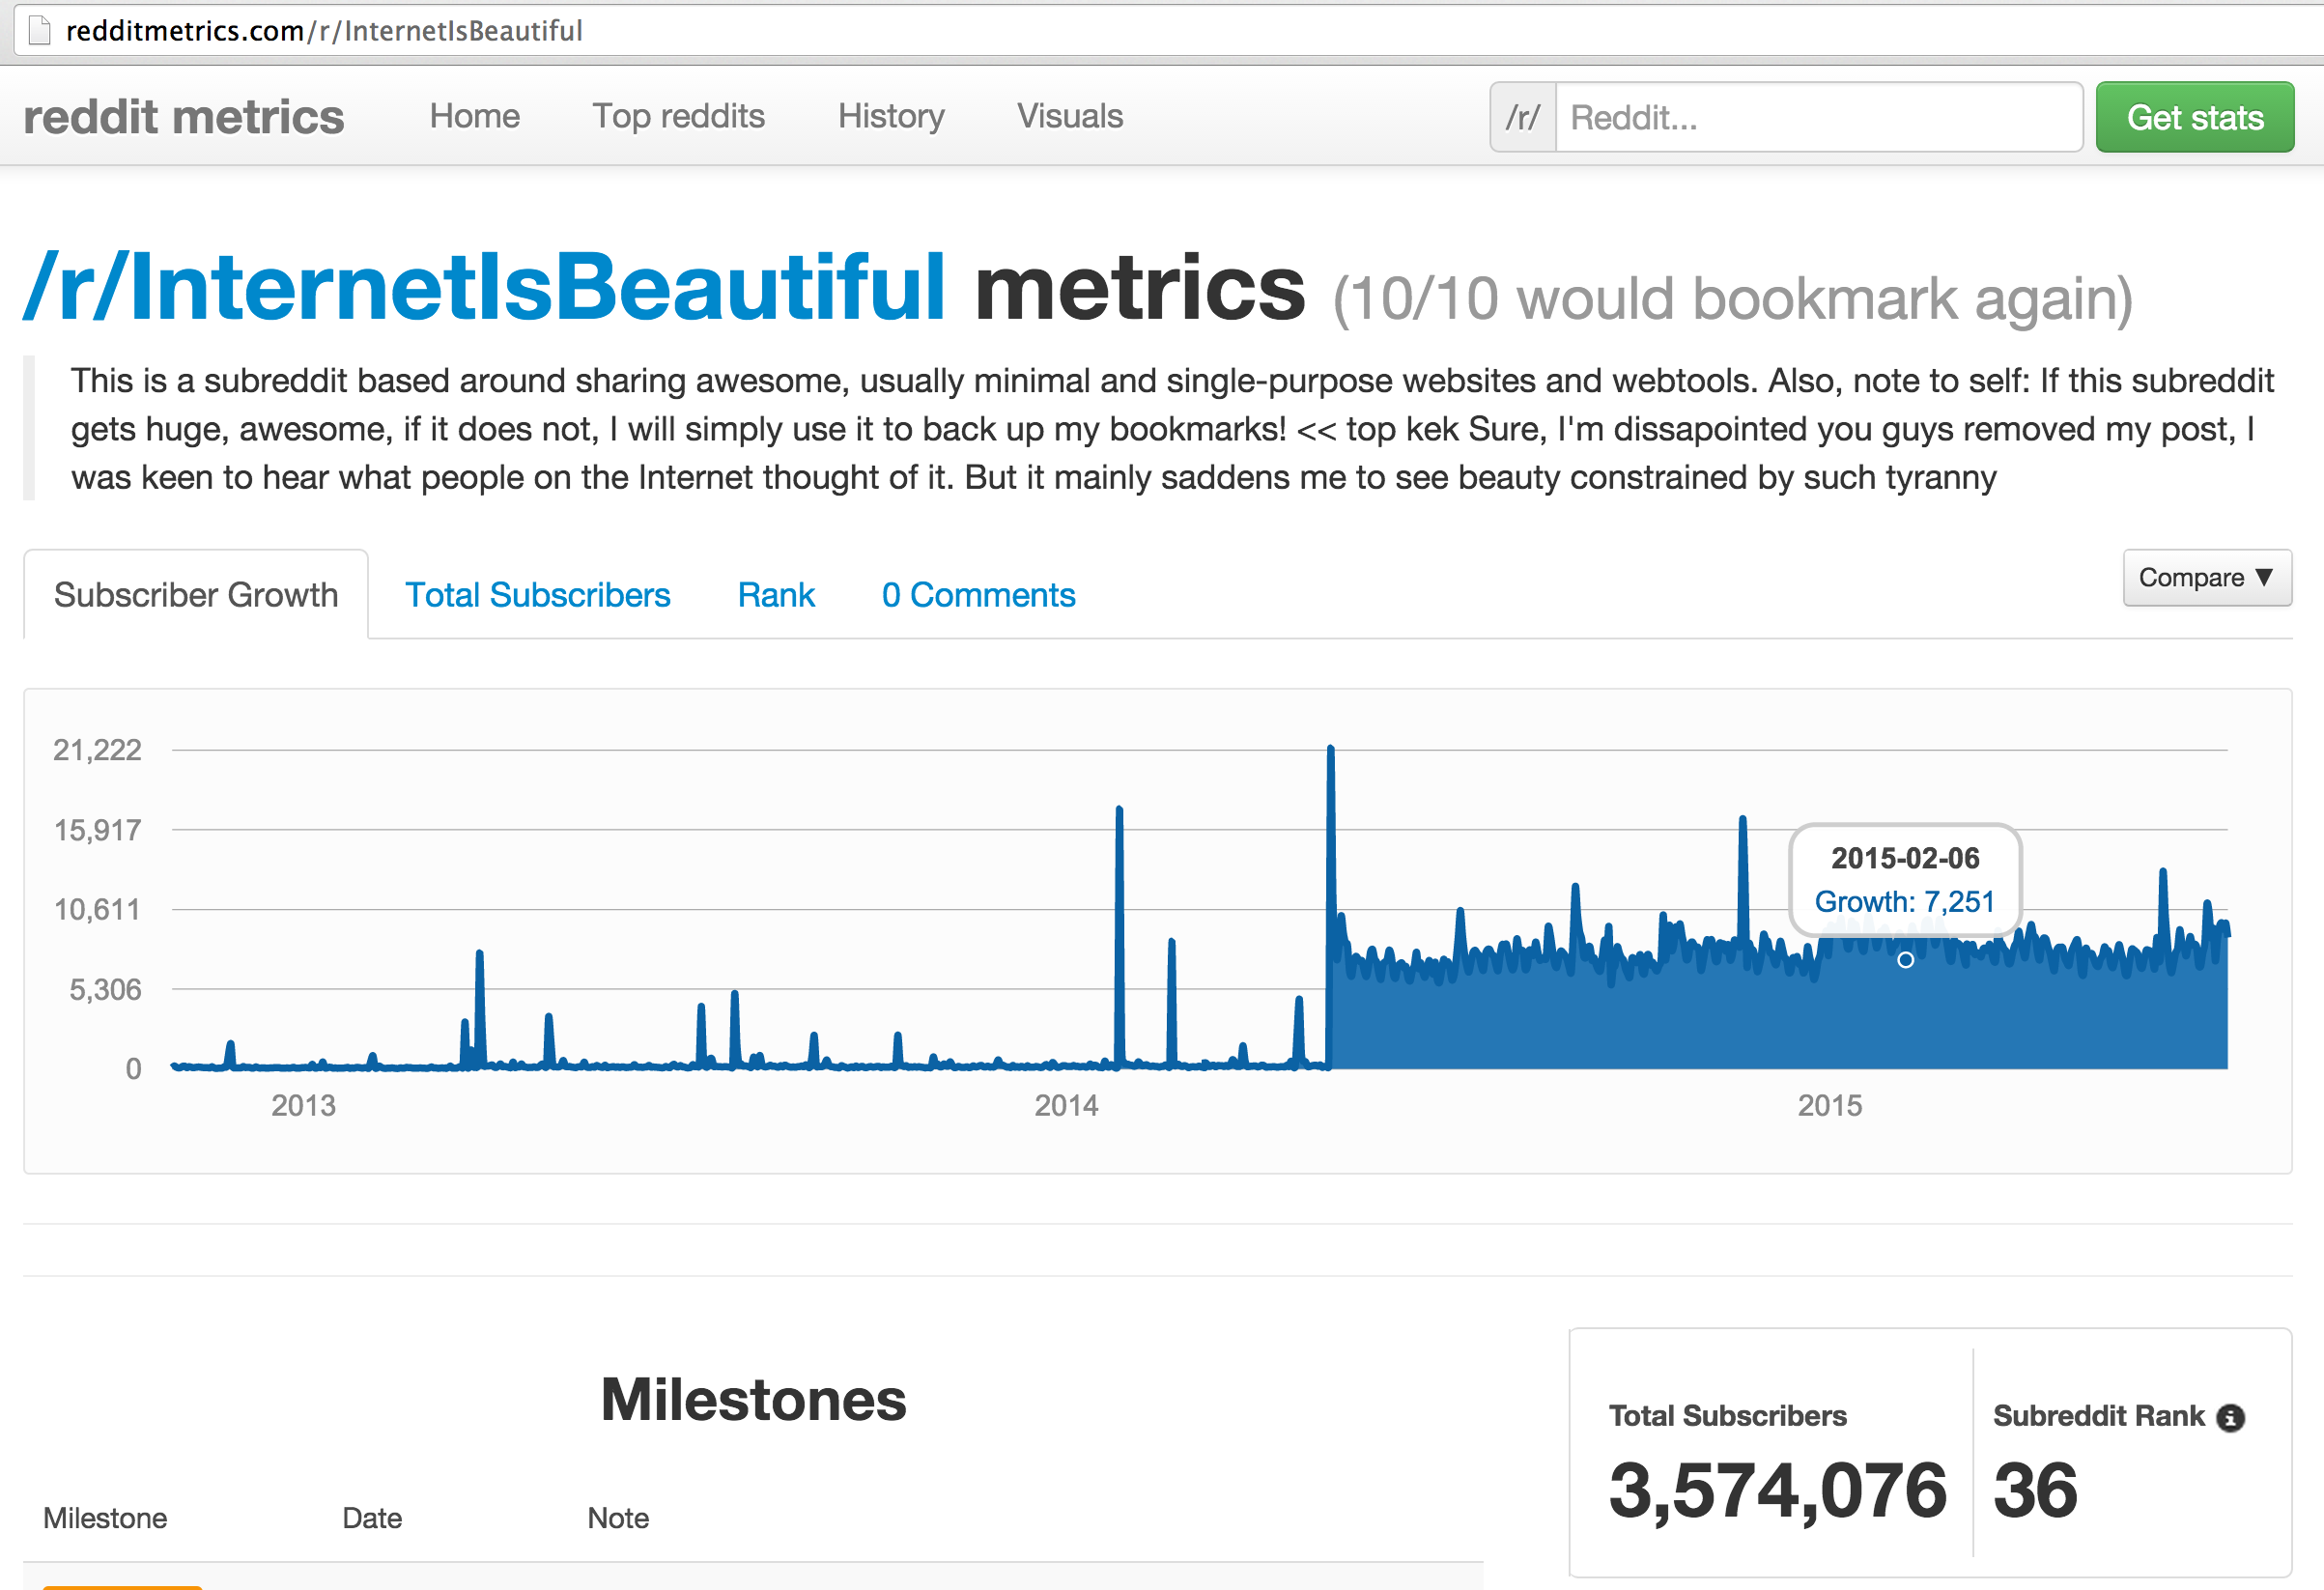 redditmetrics.com/r/InternetIsBeautiful
reddit metrics Home Top reddits History Visuals /r/ Reddit... Get stats
/r/InternetIsBeautiful metrics (10/10 would bookmark again)
This is a subreddit based around sharing awesome, usually minimal and single-purpose websites and webtools. Also, note to self: If this subreddit
gets huge, awesome, if it does not, I will simply use it to back up my bookmarks! << top kek Sure, I'm dissapointed you guys removed my post, I
was keen to hear what people on the Internet thought of it. But it mainly saddens me to see beauty constrained by such tyranny
Subscriber Growth Total Subscribers Rank 0 Comments Compare ▼
21,222
15,917
10,611
5,306
0
2015-02-06
Growth: 7,251
2013 2014 2015
Milestones
Milestone Date Note
Total Subscribers
3,574,076
Subreddit Rank i
36